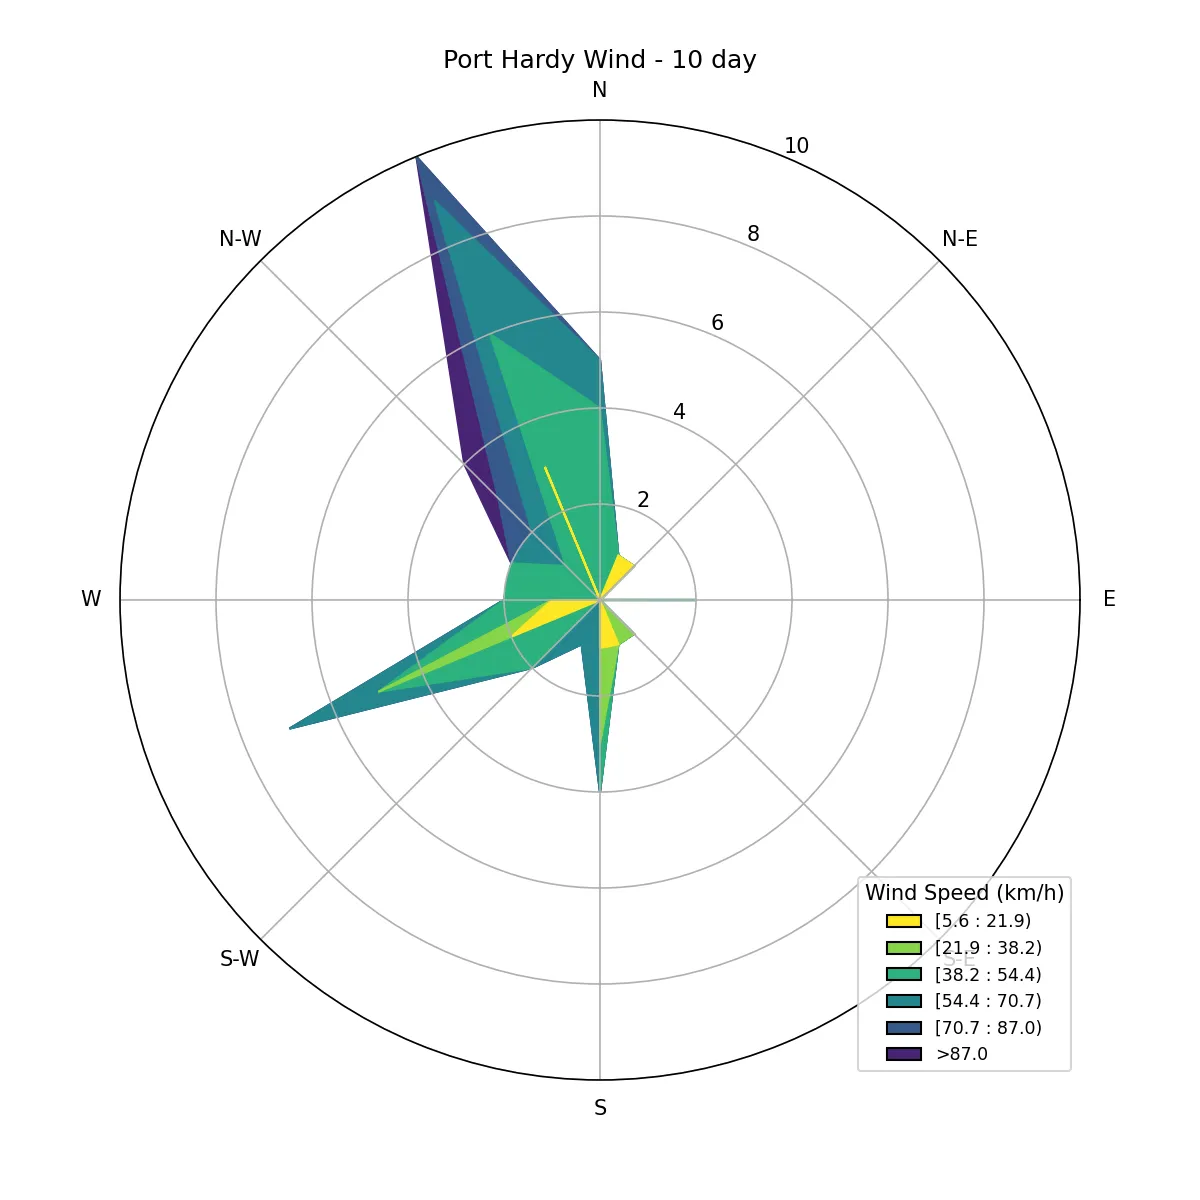 Port Hardy Wind - 10 day
N
10
N-W
N-E
8
6
4
2
W
E
S-W
S-E
Wind Speed (km/h)
[5.6 : 21.9)
[21.9 : 38.2)
[38.2 : 54.4)
[54.4 : 70.7)
[70.7 : 87.0)
>87.0
S